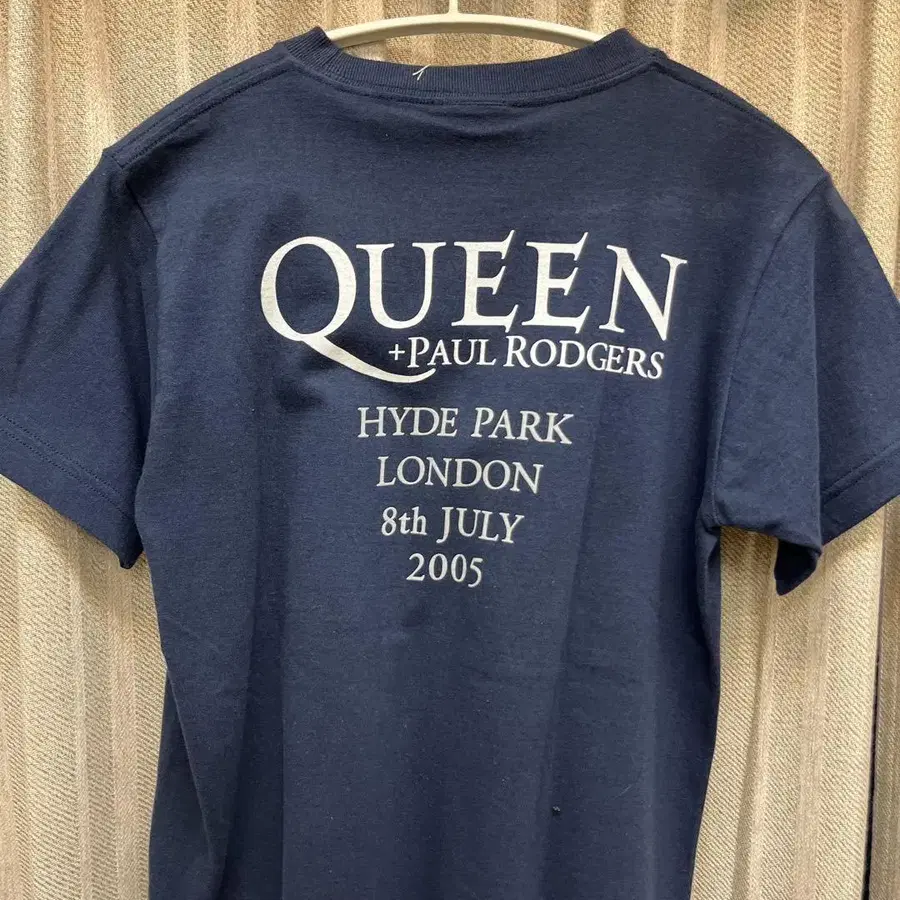 QUEEN
+PAUL RODGERS
HYDE PARK
LONDON
8th JULY
2005